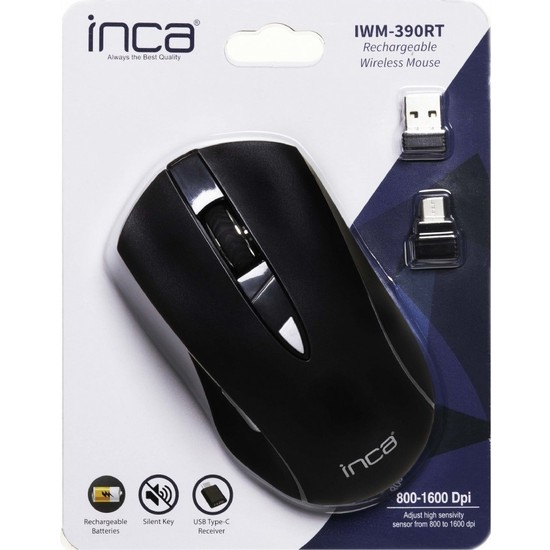 inca
Always the Best Quality
IWM-390RT
Rechargeable
Wireless Mouse
inca
Rechargeable
Batteries
Silent Key
USB Type-C
Receiver
800-1600 Dpi
Adjust high sensivity
sensor from 800 to 1600 dpi